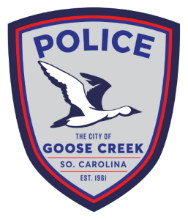 POLICE
THE CITY OF
GOOSE CREEK
SO. CAROLINA
EST. 1961